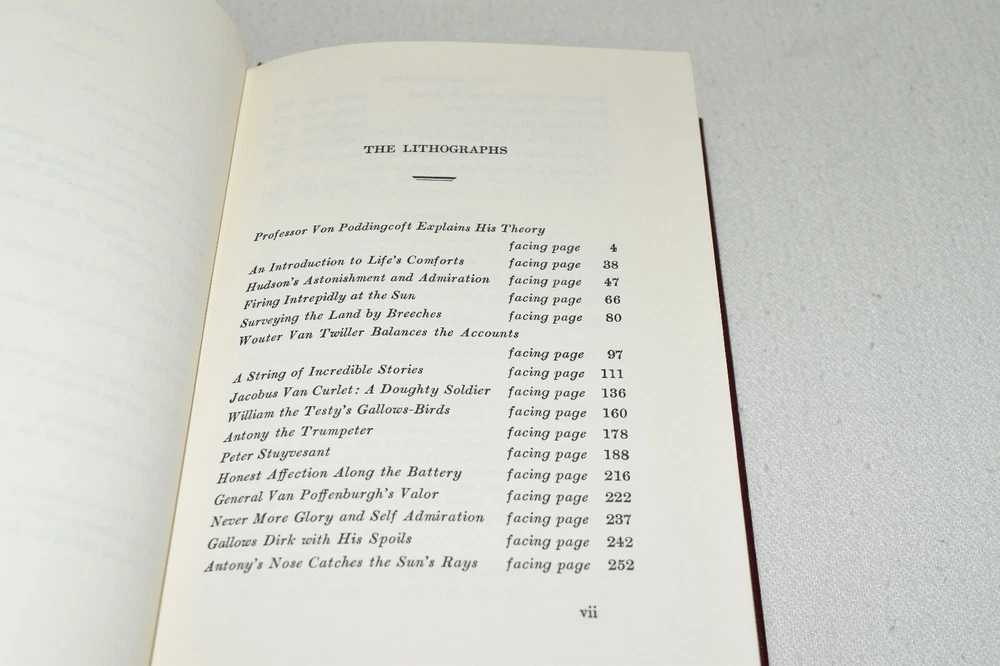 THE LITHOGRAPHS
Professor Von Poddingcoft Explains His Theory
facing page 4
An Introduction to Life's Comforts facing page 38
Hudson's Astonishment and Admiration facing page 47
Firing Intrepidly at the Sun facing page 66
Surveying the Land by Breeches facing page 80
Wouter Van Twiller Balances the Accounts
facing page 97
A String of Incredible Stories facing page 111
Jacobus Van Curlet: A Doughty Soldier facing page 136
William the Testy's Gallows-Birds facing page 160
Antony the Trumpeter facing page 178
Peter Stuyvesant facing page 188
Honest Affection Along the Battery facing page 216
General Van Poffenburgh's Valor facing page 222
Never More Glory and Self Admiration facing page 237
Gallows Dirk with His Spoils facing page 242
Antony's Nose Catches the Sun's Rays facing page 252
vii